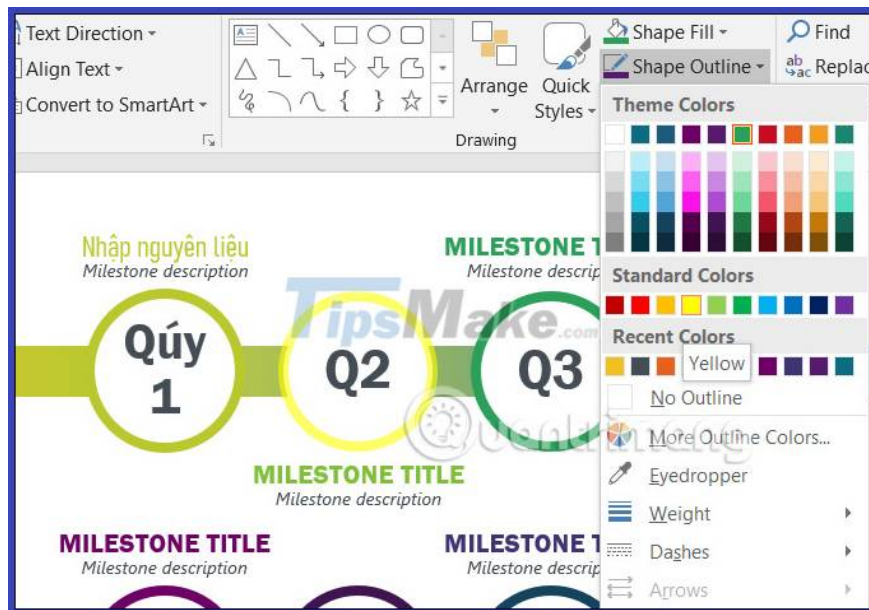 Text Direction
Align Text
Convert to SmartArt
Arrange
Quick
Styles
Drawing
Shape Fill
Shape Outline
Find
ab
ac
Replac
Theme Colors
Standard Colors
Recent Colors
Yellow
No Outline
More Outline Colors...
Eyedropper
Weight
Dashes
Arrows
Nhập nguyên liệu
Milestone description
MILESTONE T
Milestone descrip
TipsMake.com
Qúy
1
Q2
Q3
Quantrimang
MILESTONE TITLE
Milestone description
MILESTONE TITLE
Milestone description
MILESTONE T
Milestone descrip